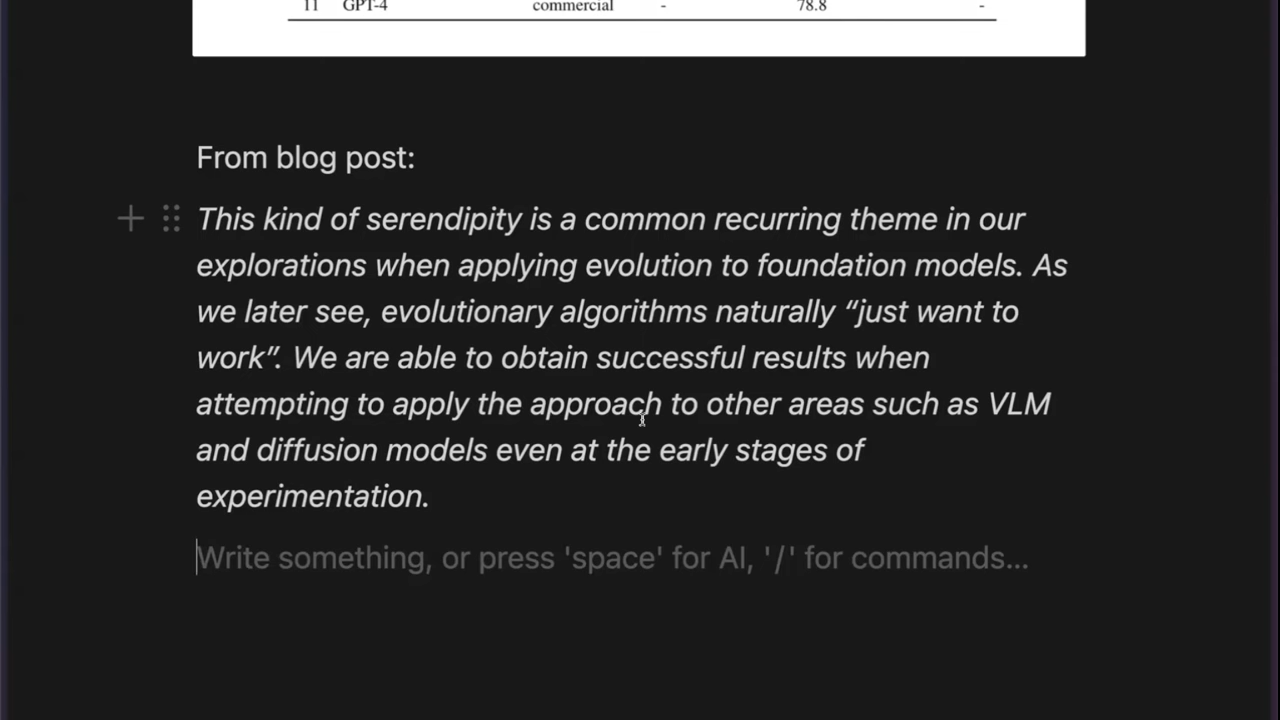 11 GPT-4 commercial - 78.8 -
From blog post:
This kind of serendipity is a common recurring theme in our
explorations when applying evolution to foundation models. As
we later see, evolutionary algorithms naturally “just want to
work”. We are able to obtain successful results when
attempting to apply the approach to other areas such as VLM
and diffusion models even at the early stages of
experimentation.
Write something, or press 'space' for AI, '/' for commands...